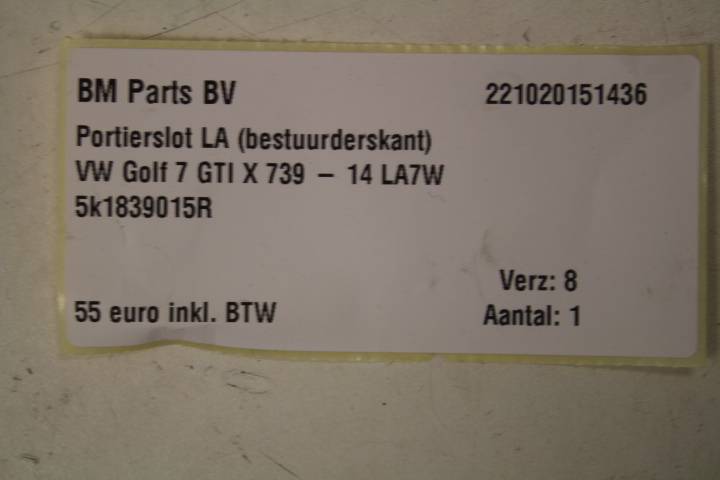 BM Parts BV 221020151436
Portierslot LA (bestuurderskant)
VW Golf 7 GTI X 739 – 14 LA7W
5k1839015R
Verz: 8
55 euro inkl. BTW Aantal: 1